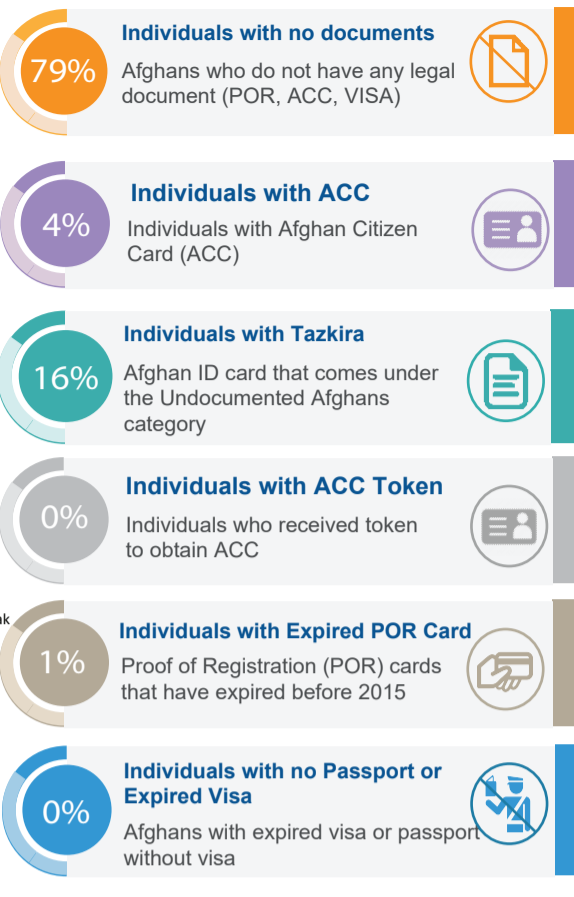 Individuals with no documents
79%
Afghans who do not have any legal
document (POR, ACC, VISA)
Individuals with ACC
4%
Individuals with Afghan Citizen
Card (ACC)
Individuals with Tazkira
16%
Afghan ID card that comes under
the Undocumented Afghans
category
Individuals with ACC Token
0%
Individuals who received token
to obtain ACC
Individuals with Expired POR Card
1%
Proof of Registration (POR) cards
that have expired before 2015
Individuals with no Passport or
Expired Visa
0%
Afghans with expired visa or passport
without visa